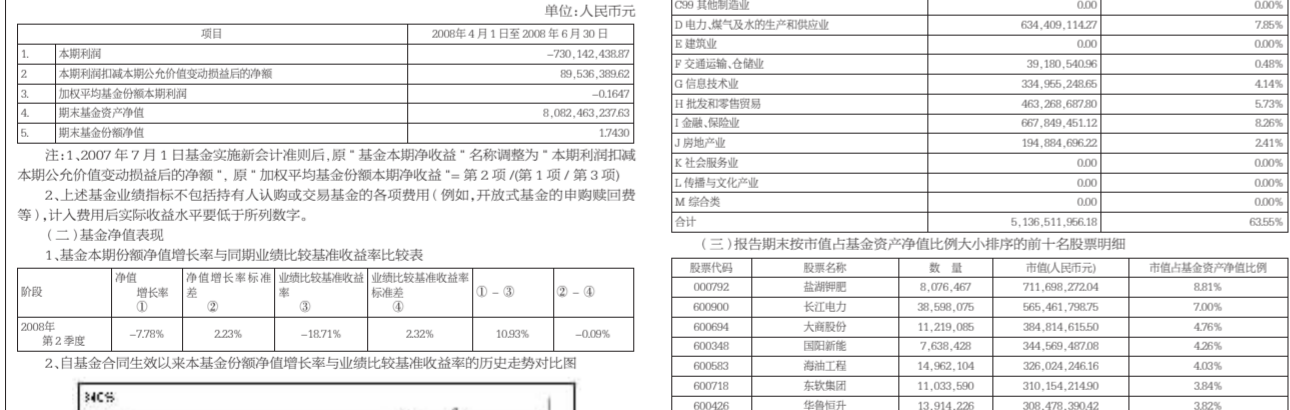 单位:人民币元
项目 2008年4月1日至2008年6月30日
1. 本期利润 -730,142,438.87
2 本期利润扣减本期公允价值变动损益后的净额 89,536,389.62
3. 加权平均基金份额本期利润 -0.1647
4. 期末基金资产净值 8,082,463,237.63
5. 期末基金份额净值 1.7430
注:1、2007年7月1日基金实施新会计准则后,原"基金本期净收益"名称调整为"本期利润扣减
本期公允价值变动损益后的净额", 原"加权平均基金份额本期净收益"=第2项/(第1项/第3项)
2、上述基金业绩指标不包括持有人认购或交易基金的各项费用(例如,开放式基金的申购赎回费
等),计入费用后实际收益水平要低于所列数字。
(二)基金净值表现
1、基金本期份额净值增长率与同期业绩比较基准收益率比较表
阶段 净值增长率① 净值增长率标准差② 业绩比较基准收益率③ 业绩比较基准收益率标准差④ ①-③ ②-④
2008年第2季度 -7.78% 2.23% -18.71% 2.32% 10.93% -0.09%
2、自基金合同生效以来本基金份额净值增长率与业绩比较基准收益率的历史走势对比图
C99 其他制造业 0.00 0.00%
D 电力、煤气及水的生产和供应业 634,409,114.27 7.85%
E 建筑业 0.00 0.00%
F 交通运输、仓储业 39,180,540.96 0.48%
G 信息技术业 334,955,248.65 4.14%
H 批发和零售贸易 463,268,687.80 5.73%
I 金融、保险业 667,849,451.12 8.26%
J 房地产业 194,884,696.22 2.41%
K 社会服务业 0.00 0.00%
L 传播与文化产业 0.00 0.00%
M 综合类 0.00 0.00%
合计 5,136,511,956.18 63.55%
(三)报告期末按市值占基金资产净值比例大小排序的前十名股票明细
股票代码 股票名称 数 量 市值(人民币元) 市值占基金资产净值比例
000792 盐湖钾肥 8,076,467 711,698,272.04 8.81%
600900 长江电力 38,598,075 565,461,798.75 7.00%
600694 大商股份 11,219,085 384,814,615.50 4.76%
600348 国阳新能 7,638,428 344,569,487.08 4.26%
600583 海油工程 14,962,104 326,024,246.16 4.03%
600718 东软集团 11,033,590 310,154,214.90 3.84%
600426 华鲁恒升 13,914,226 308,478,390.42 3.82%